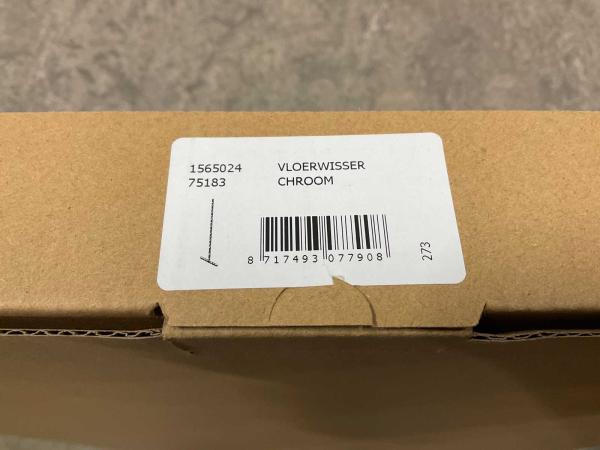 1565024 VLOERWISSER
75183 CHROOM
8 717493 077908
273